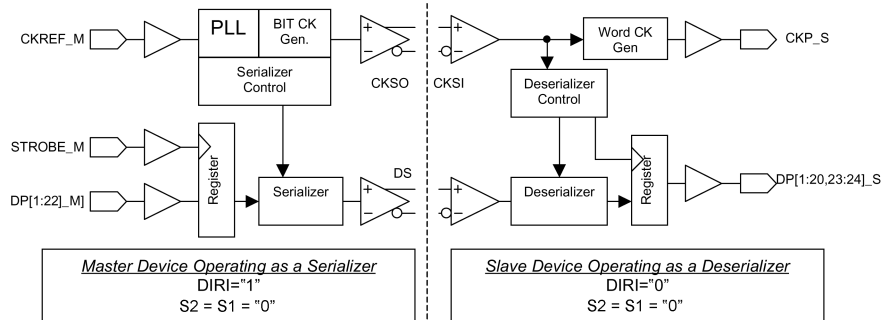 CKREF_M
PLL
BIT CK
Gen.
Serializer
Control
+
−
CKSO
STROBE_M
DP[1:22]_M]
Register
Serializer
DS
+
−
Master Device Operating as a Serializer
DIRI="1"
S2 = S1 = "0"
+
−
CKSI
Word CK
Gen
CKP_S
Deserializer
Control
+
−
Deserializer
Register
DP[1:20,23:24]_S
Slave Device Operating as a Deserializer
DIRI="0"
S2 = S1 = "0"